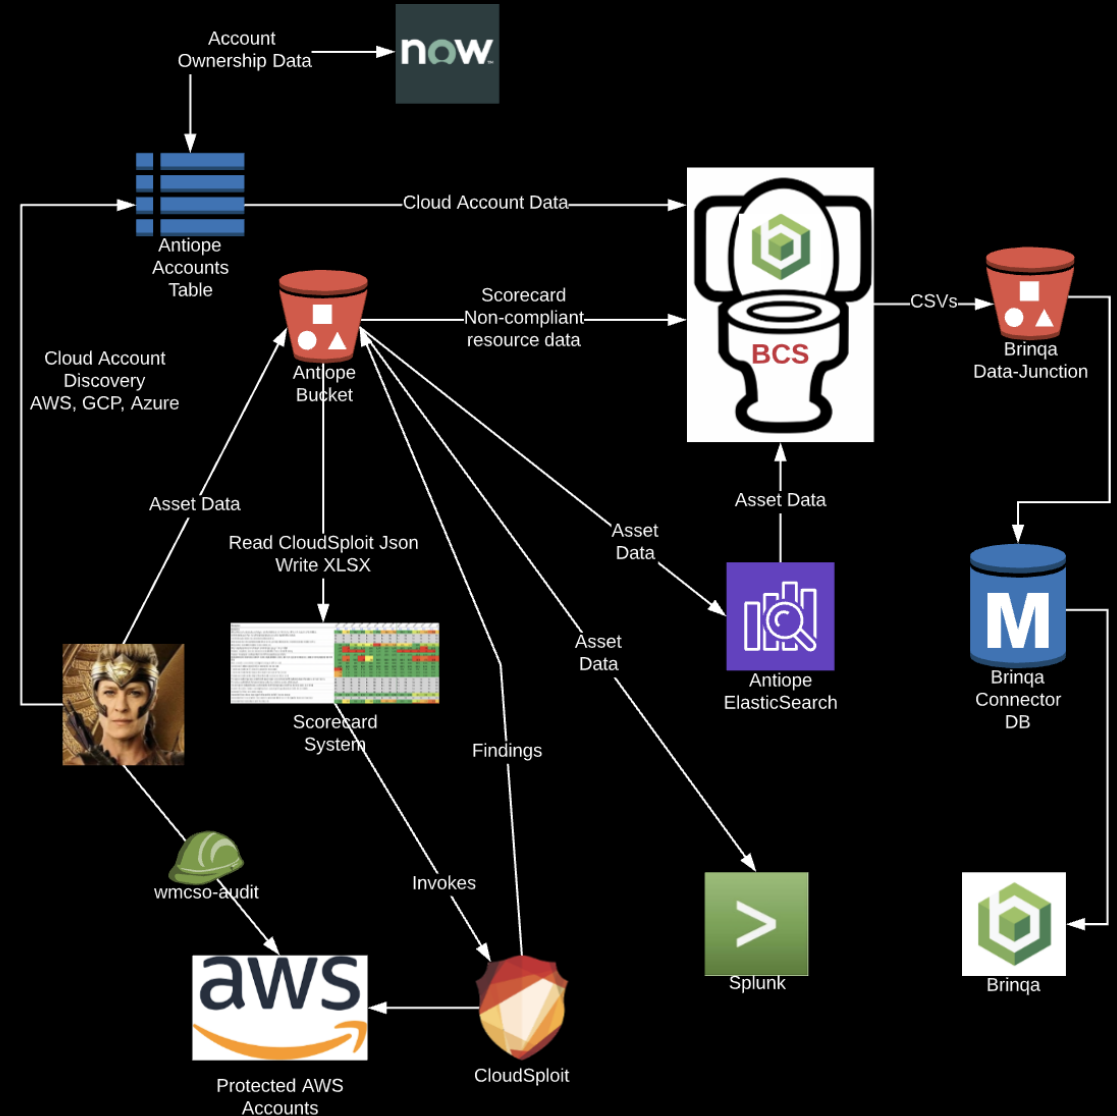 Account
Ownership Data
now
Antiope
Accounts
Table
Cloud Account Data
Scorecard
Non-compliant
resource data
BCS
CSVs
Brinqa
Data-Junction
Antiope
Bucket
Cloud Account
Discovery
AWS, GCP, Azure
Asset Data
Read CloudSploit Json
Write XLSX
Asset
Data
Asset Data
Antiope
ElasticSearch
M
Brinqa
Connector
DB
Scorecard
System
Asset
Data
Findings
Invokes
wmcso-audit
aws
Protected AWS
Accounts
CloudSploit
>
Splunk
Brinqa